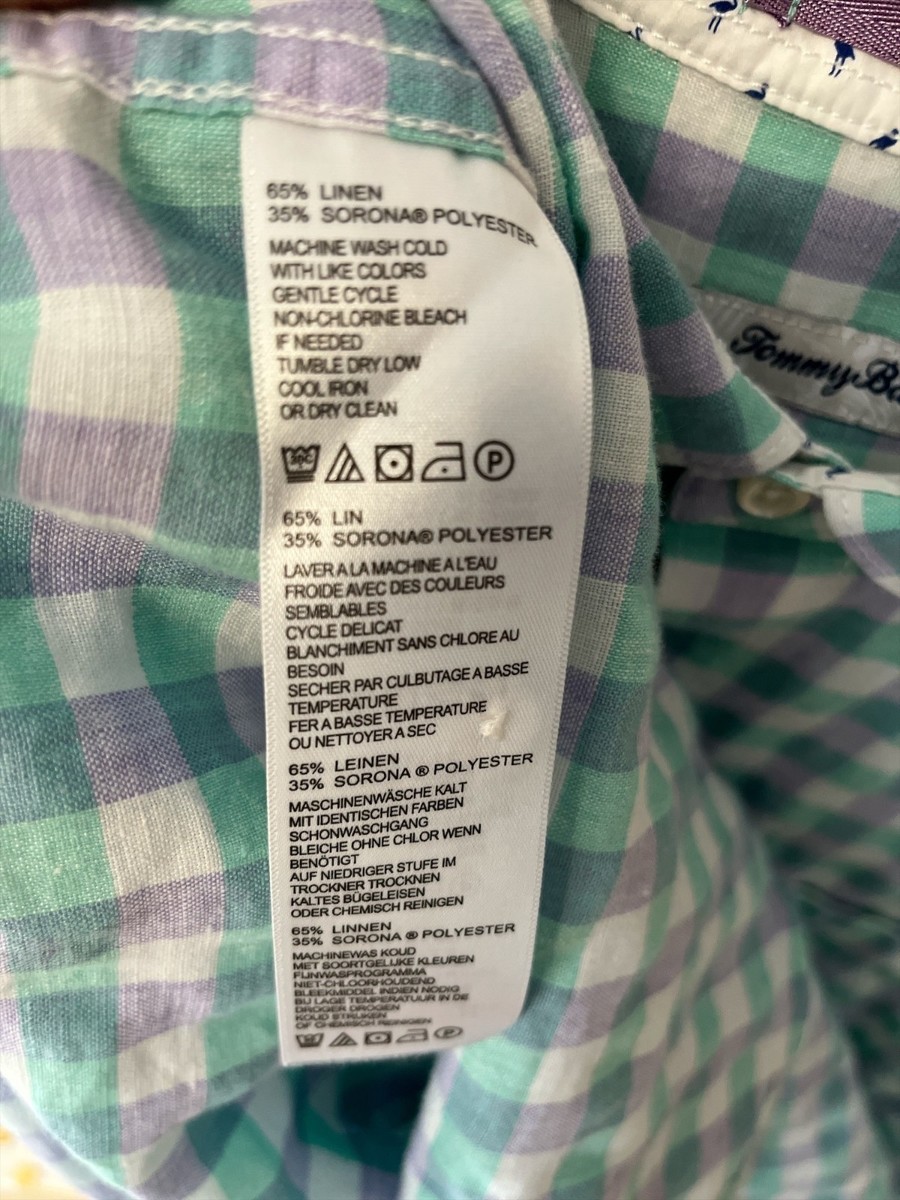 65% LINEN
35% SORONA® POLYESTER
MACHINE WASH COLD
WITH LIKE COLORS
GENTLE CYCLE
NON-CHLORINE BLEACH
IF NEEDED
TUMBLE DRY LOW
COOL IRON
OR DRY CLEAN
P
65% LIN
35% SORONA® POLYESTER
LAVER A LA MACHINE A L'EAU
FROIDE AVEC DES COULEURS
SEMBLABLES
CYCLE DELICAT
BLANCHIMENT SANS CHLORE AU
BESOIN
SECHER PAR CULBUTAGE A BASSE
TEMPERATURE
FER A BASSE TEMPERATURE
OU NETTOYER A SEC
65% LEINEN
35% SORONA ® POLYESTER
MASCHINENWÄSCHE KALT
MIT IDENTISCHEN FARBEN
SCHONWASCHGANG
BLEICHE OHNE CHLOR WENN
BENÖTIGT
AUF NIEDRIGER STUFE IM
TROCKNER TROCKNEN
KALTES BÜGELEISEN
ODER CHEMISCH REINIGEN
65% LINNEN
35% SORONA ® POLYESTER
MACHINEWAS KOUD
MET SOORTGELIJKE KLEUREN
FIJNWASPROGRAMMA
NIET-CHLOORHOUDEND
BLEEKMIDDEL INDIEN NODIG
BIJ LAGE TEMPERATUUR IN DE
DROGER DROGEN
KOUD STRIJKEN
OF CHEMISCH REINIGEN
P
Tommy Ba